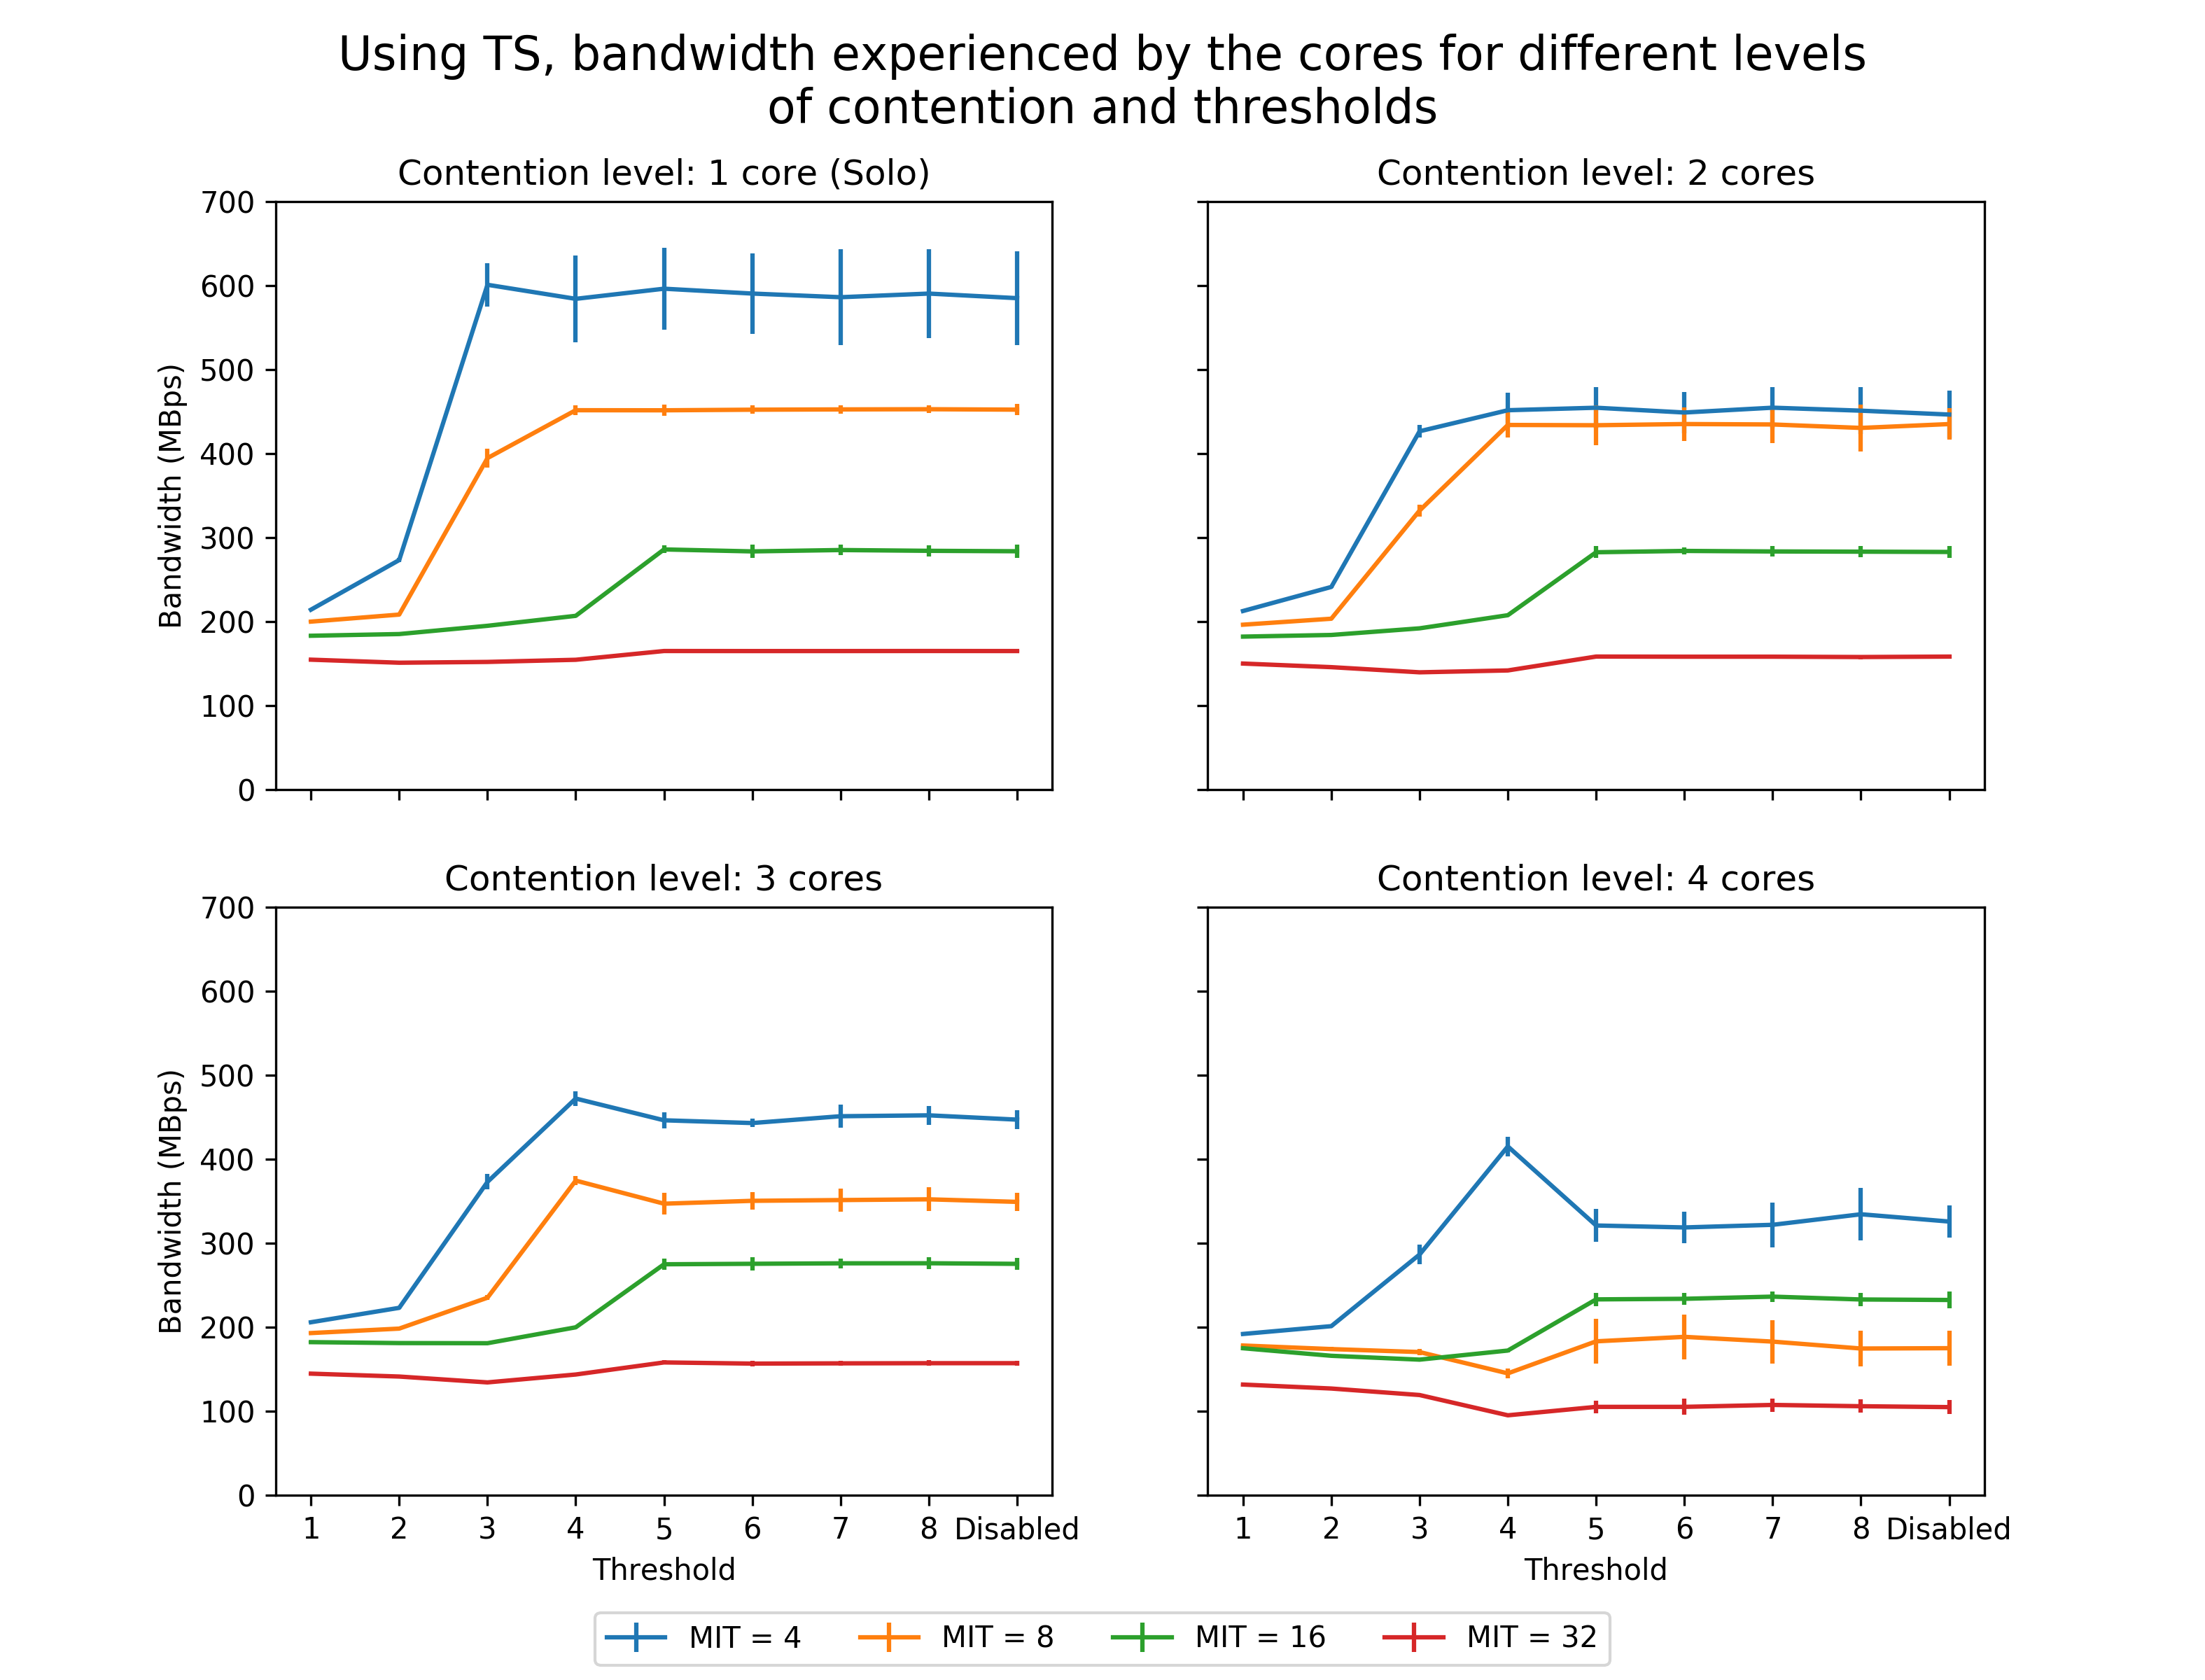 Using TS, bandwidth experienced by the cores for different levels
of contention and thresholds
Contention level: 1 core (Solo)
Contention level: 2 cores
700
600
500
400
300
200
100
0
Bandwidth (MBps)
Contention level: 3 cores
Contention level: 4 cores
700
600
500
400
300
200
100
0
Bandwidth (MBps)
1 2 3 4 5 6 7 8 Disabled
Threshold
1 2 3 4 5 6 7 8 Disabled
Threshold
MIT = 4 MIT = 8 MIT = 16 MIT = 32